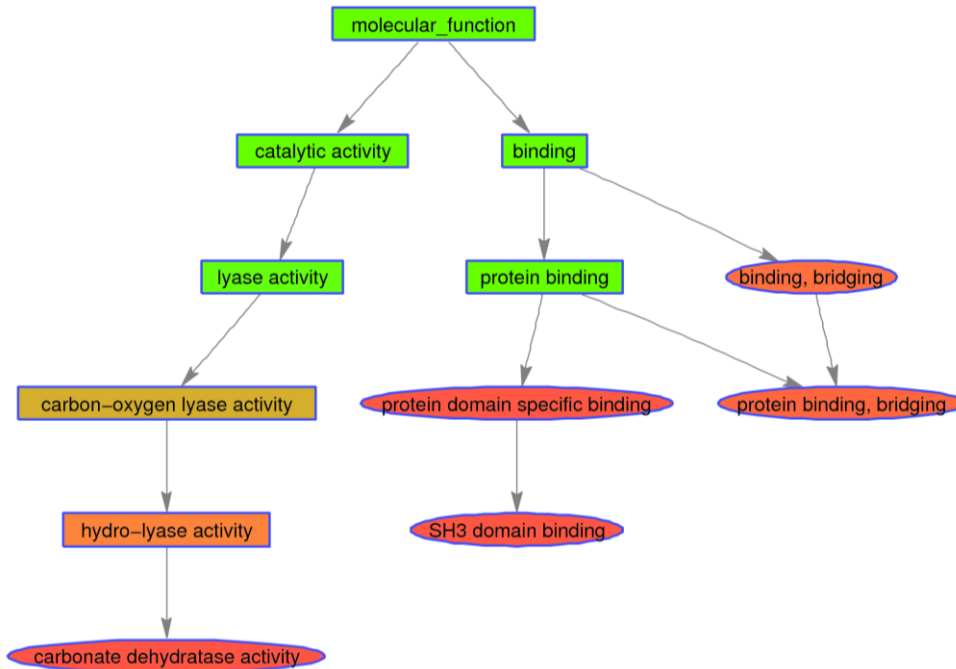 molecular_function
catalytic activity
binding
lyase activity
protein binding
binding, bridging
carbon−oxygen lyase activity
protein domain specific binding
protein binding, bridging
hydro−lyase activity
SH3 domain binding
carbonate dehydratase activity